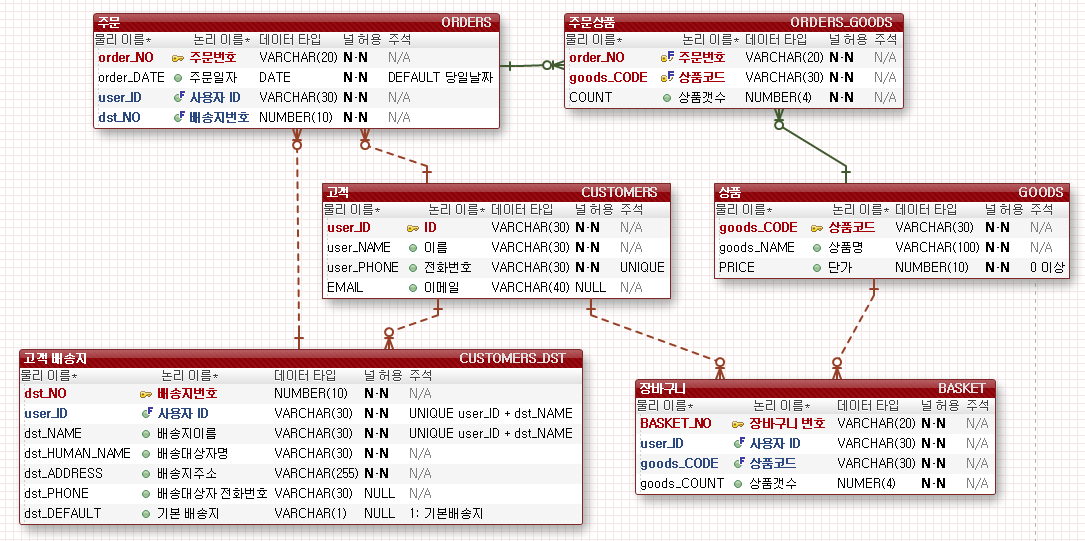 주문 ORDERS
물리 이름* 논리 이름* 데이터 타입 널 허용 주석
order_NO 주문번호 VARCHAR(20) N-N N/A
order_DATE 주문일자 DATE N-N DEFAULT 당일날짜
user_ID 사용자 ID VARCHAR(30) N-N N/A
dst_NO 배송지번호 NUMBER(10) N-N N/A
주문상품 ORDERS_GOODS
물리 이름* 논리 이름* 데이터 타입 널 허용 주석
order_NO 주문번호 VARCHAR(20) N-N N/A
goods_CODE 상품코드 VARCHAR(30) N-N N/A
COUNT 상품갯수 NUMBER(4) N-N N/A
고객 CUSTOMERS
물리 이름* 논리 이름* 데이터 타입 널 허용 주석
user_ID ID VARCHAR(30) N-N N/A
user_NAME 이름 VARCHAR(30) N-N N/A
user_PHONE 전화번호 VARCHAR(30) N-N UNIQUE
EMAIL 이메일 VARCHAR(40) NULL N/A
상품 GOODS
물리 이름* 논리 이름* 데이터 타입 널 허용 주석
goods_CODE 상품코드 VARCHAR(30) N-N N/A
goods_NAME 상품명 VARCHAR(100) N-N N/A
PRICE 단가 NUMBER(10) N-N 0 이상
고객 배송지 CUSTOMERS_DST
물리 이름* 논리 이름* 데이터 타입 널 허용 주석
dst_NO 배송지번호 NUMBER(10) N-N N/A
user_ID 사용자 ID VARCHAR(30) N-N UNIQUE user_ID + dst_NAME
dst_NAME 배송지이름 VARCHAR(30) N-N UNIQUE user_ID + dst_NAME
dst_HUMAN_NAME 배송대상자명 VARCHAR(30) N-N N/A
dst_ADDRESS 배송지주소 VARCHAR(255) N-N N/A
dst_PHONE 배송대상자 전화번호 VARCHAR(30) NULL N/A
dst_DEFAULT 기본 배송지 VARCHAR(1) NULL 1: 기본배송지
장바구니 BASKET
물리 이름* 논리 이름* 데이터 타입 널 허용 주석
BASKET_NO 장바구니 번호 VARCHAR(20) N-N N/A
user_ID 사용자 ID VARCHAR(30) N-N N/A
goods_CODE 상품코드 VARCHAR(30) N-N N/A
goods_COUNT 상품갯수 NUMER(4) N-N N/A